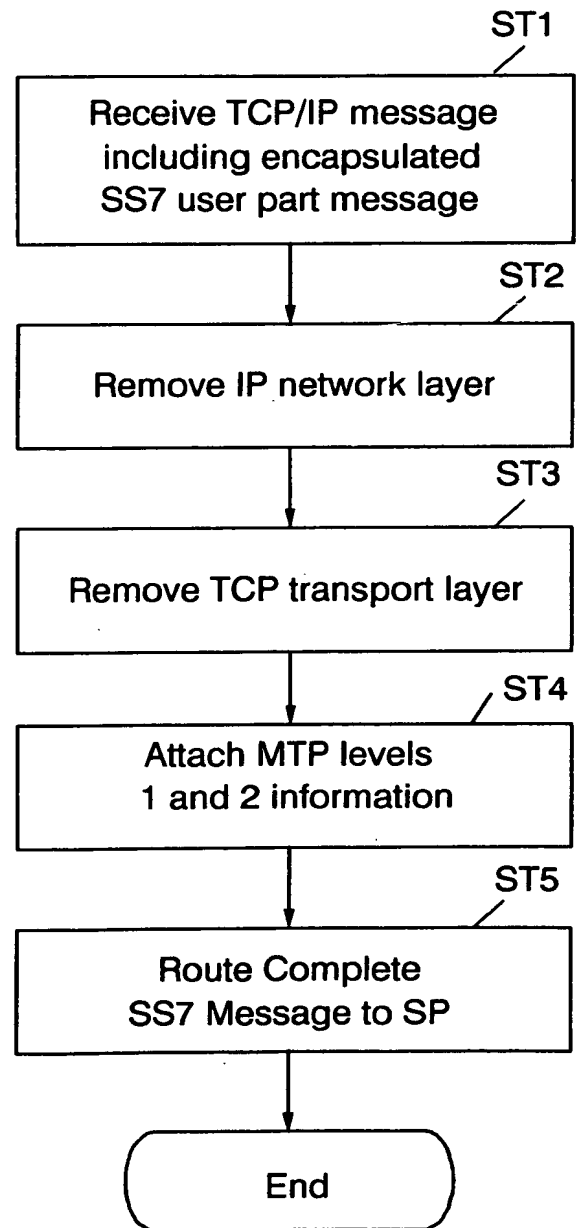 ST1
Receive TCP/IP message
including encapsulated
SS7 user part message
ST2
Remove IP network layer
ST3
Remove TCP transport layer
ST4
Attach MTP levels
1 and 2 information
ST5
Route Complete
SS7 Message to SP
End